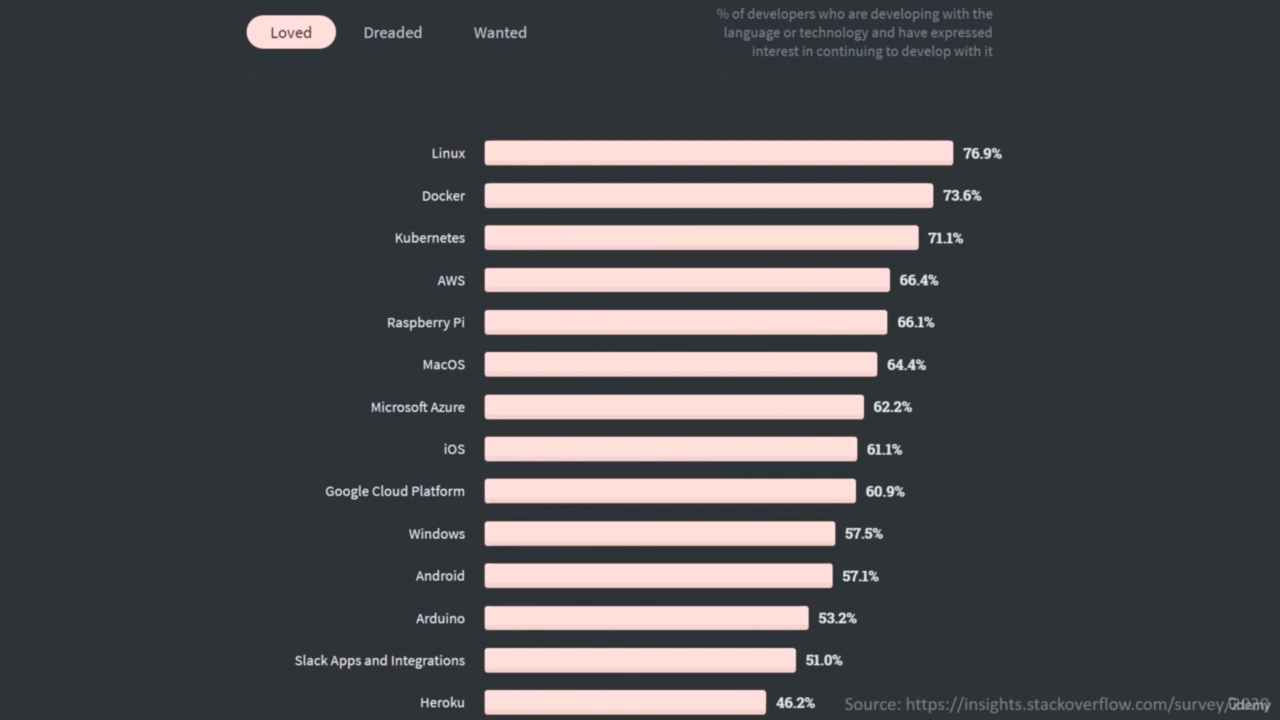 Loved Dreaded Wanted
% of developers who are developing with the
language or technology and have expressed
interest in continuing to develop with it
Linux 76.9%
Docker 73.6%
Kubernetes 71.1%
AWS 66.4%
Raspberry Pi 66.1%
MacOS 64.4%
Microsoft Azure 62.2%
iOS 61.1%
Google Cloud Platform 60.9%
Windows 57.5%
Android 57.1%
Arduino 53.2%
Slack Apps and Integrations 51.0%
Heroku 46.2%
Source: https://insights.stackoverflow.com/survey/2020
udemy